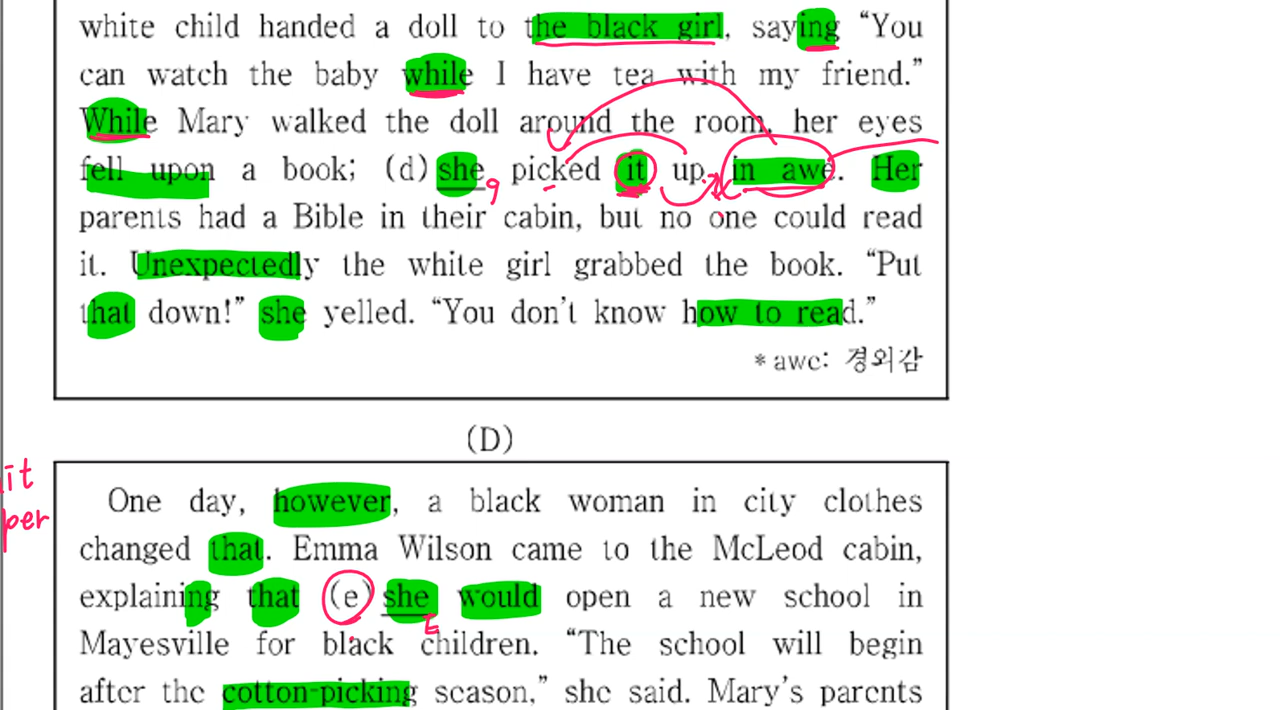 white child handed a doll to the black girl, saying “You
can watch the baby while I have tea with my friend.”
While Mary walked the doll around the room, her eyes
fell upon a book; (d) she picked it up in awe. Her
parents had a Bible in their cabin, but no one could read
it. Unexpectedly the white girl grabbed the book. “Put
that down!” she yelled. “You don’t know how to read.”
* awe: 경외감
(D)
it
per
One day, however, a black woman in city clothes
changed that. Emma Wilson came to the McLeod cabin,
explaining that (e) she would open a new school in
Mayesville for black children. “The school will begin
after the cotton-picking season,” she said. Mary’s parents